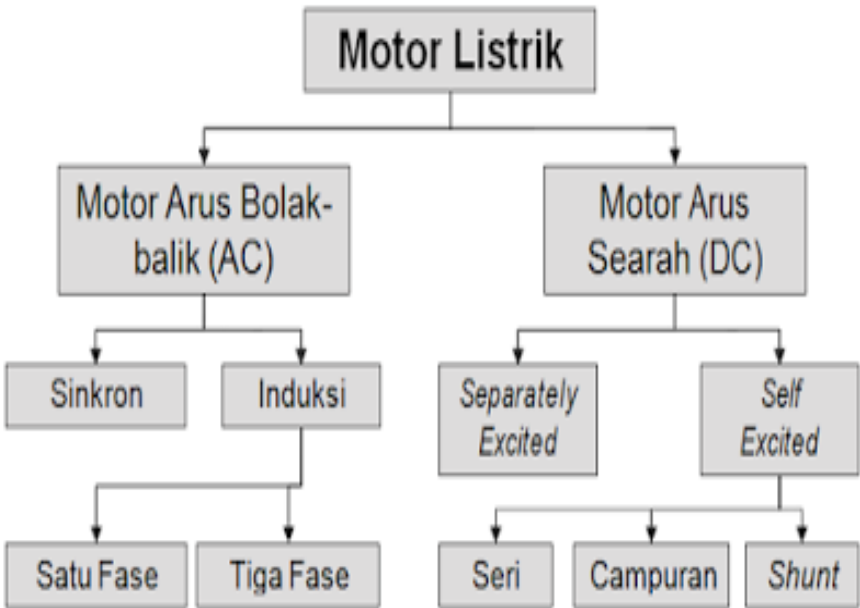 Motor Listrik
Motor Arus Bolak-
balik (AC)
Motor Arus
Searah (DC)
Sinkron
Induksi
Separately
Excited
Self
Excited
Satu Fase
Tiga Fase
Seri
Campuran
Shunt